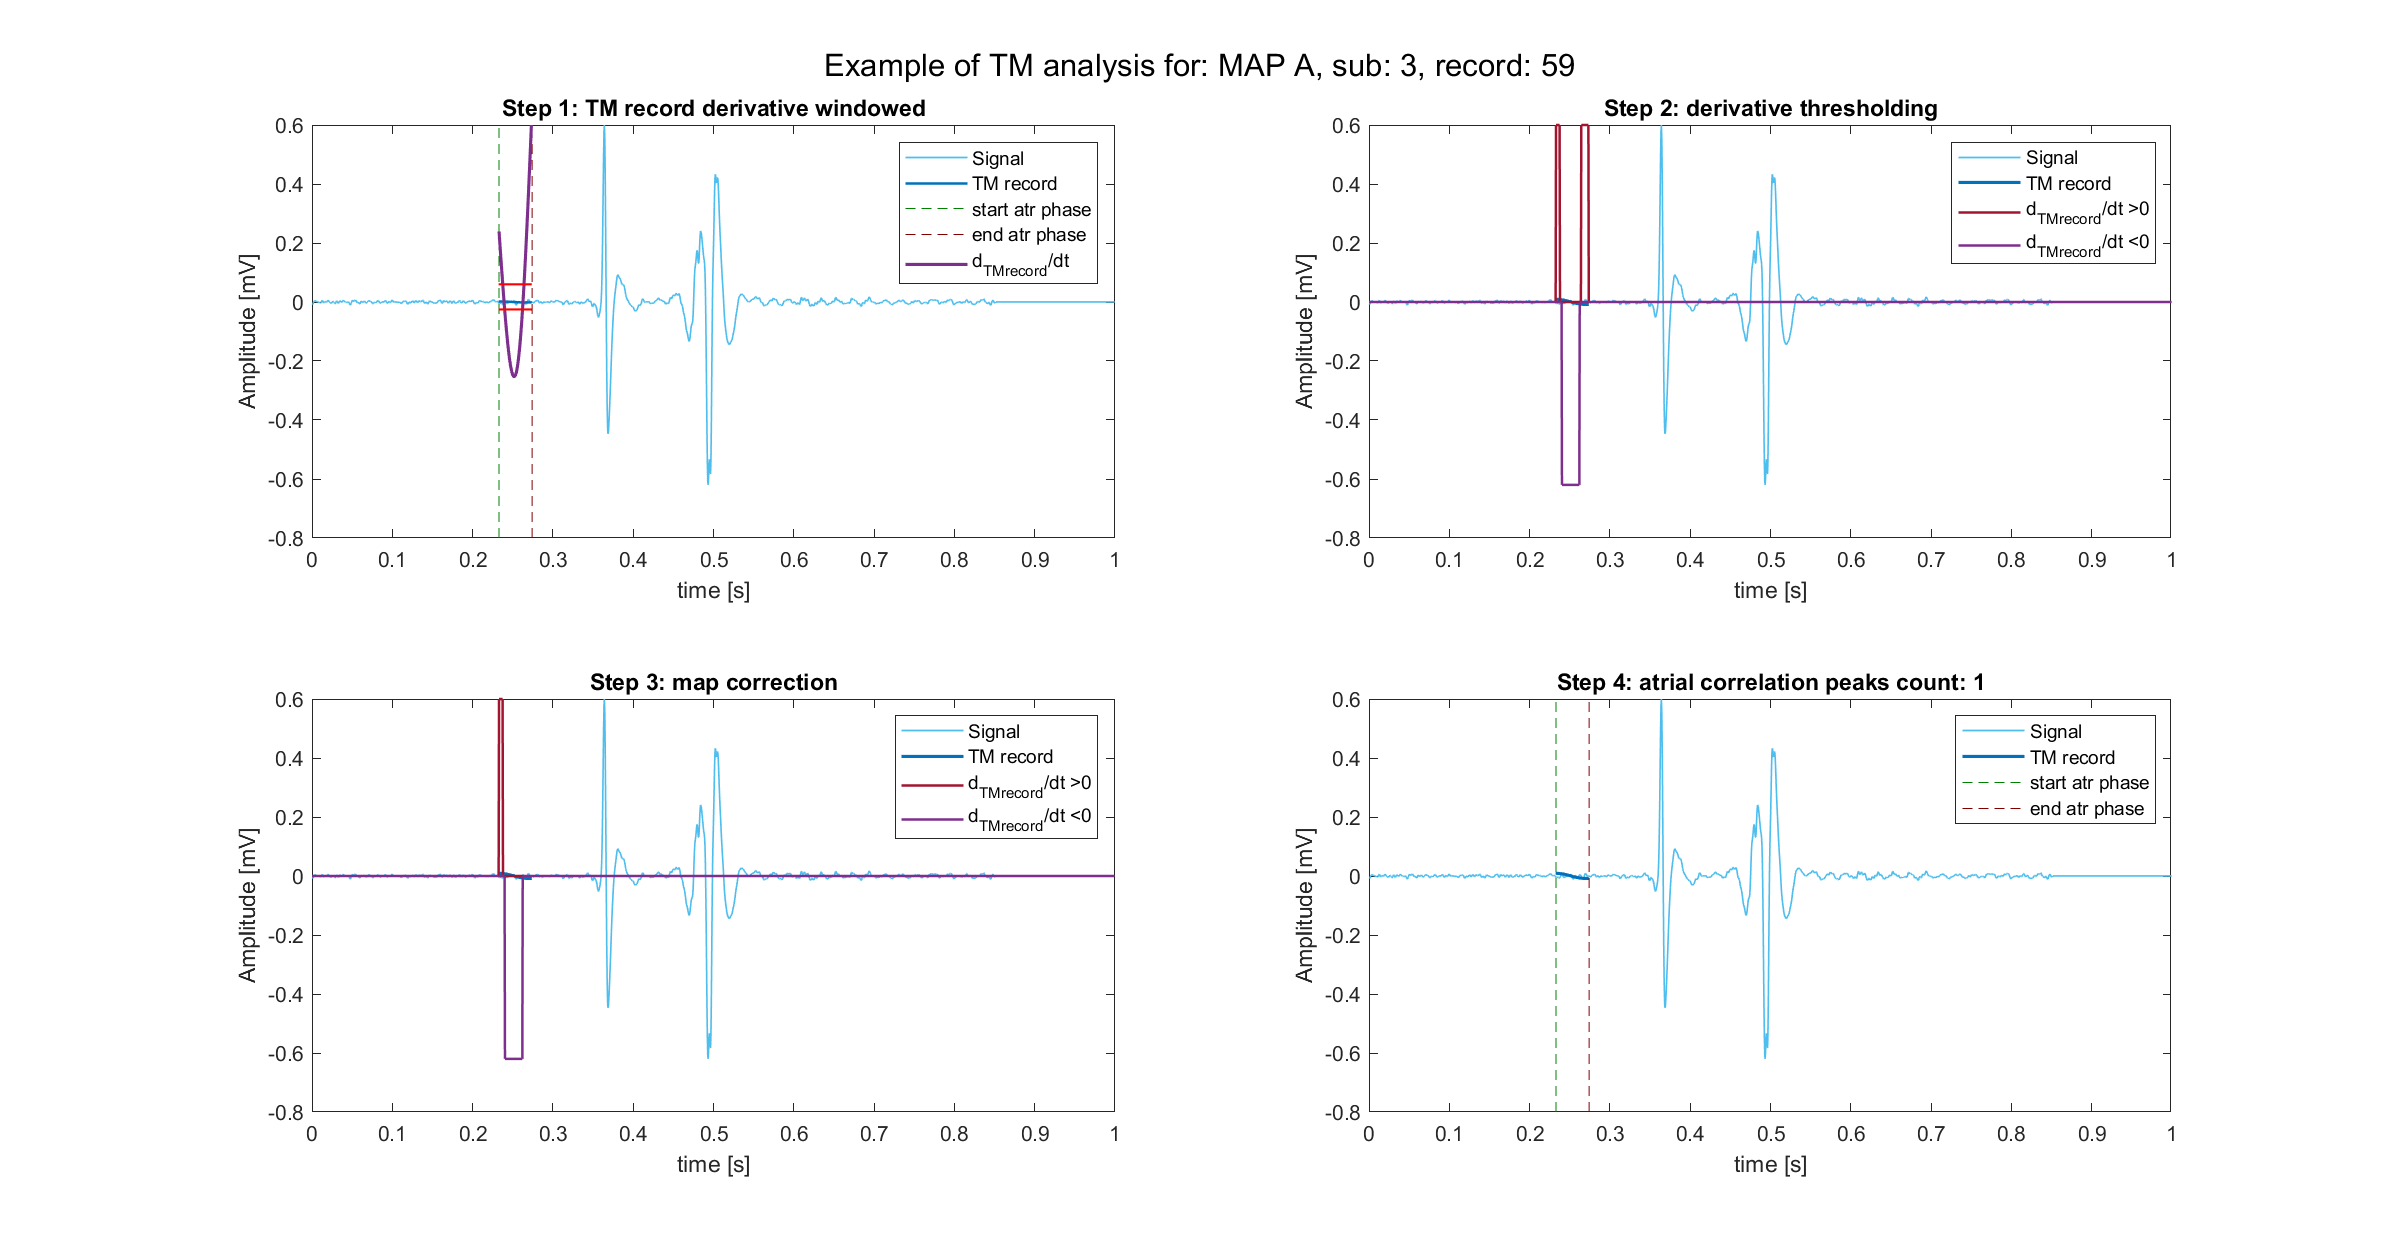 Example of TM analysis for: MAP A, sub: 3, record: 59
Step 1: TM record derivative windowed
0.6
0.4
0.2
0
-0.2
-0.4
-0.6
-0.8
Amplitude [mV]
0 0.1 0.2 0.3 0.4 0.5 0.6 0.7 0.8 0.9 1
time [s]
Signal
TM record
start atr phase
end atr phase
dTMrecord/dt
Step 2: derivative thresholding
0.6
0.4
0.2
0
-0.2
-0.4
-0.6
-0.8
Amplitude [mV]
0 0.1 0.2 0.3 0.4 0.5 0.6 0.7 0.8 0.9 1
time [s]
Signal
TM record
dTMrecord/dt >0
dTMrecord/dt <0
Step 3: map correction
0.6
0.4
0.2
0
-0.2
-0.4
-0.6
-0.8
Amplitude [mV]
0 0.1 0.2 0.3 0.4 0.5 0.6 0.7 0.8 0.9 1
time [s]
Signal
TM record
dTMrecord/dt >0
dTMrecord/dt <0
Step 4: atrial correlation peaks count: 1
0.6
0.4
0.2
0
-0.2
-0.4
-0.6
-0.8
Amplitude [mV]
0 0.1 0.2 0.3 0.4 0.5 0.6 0.7 0.8 0.9 1
time [s]
Signal
TM record
start atr phase
end atr phase